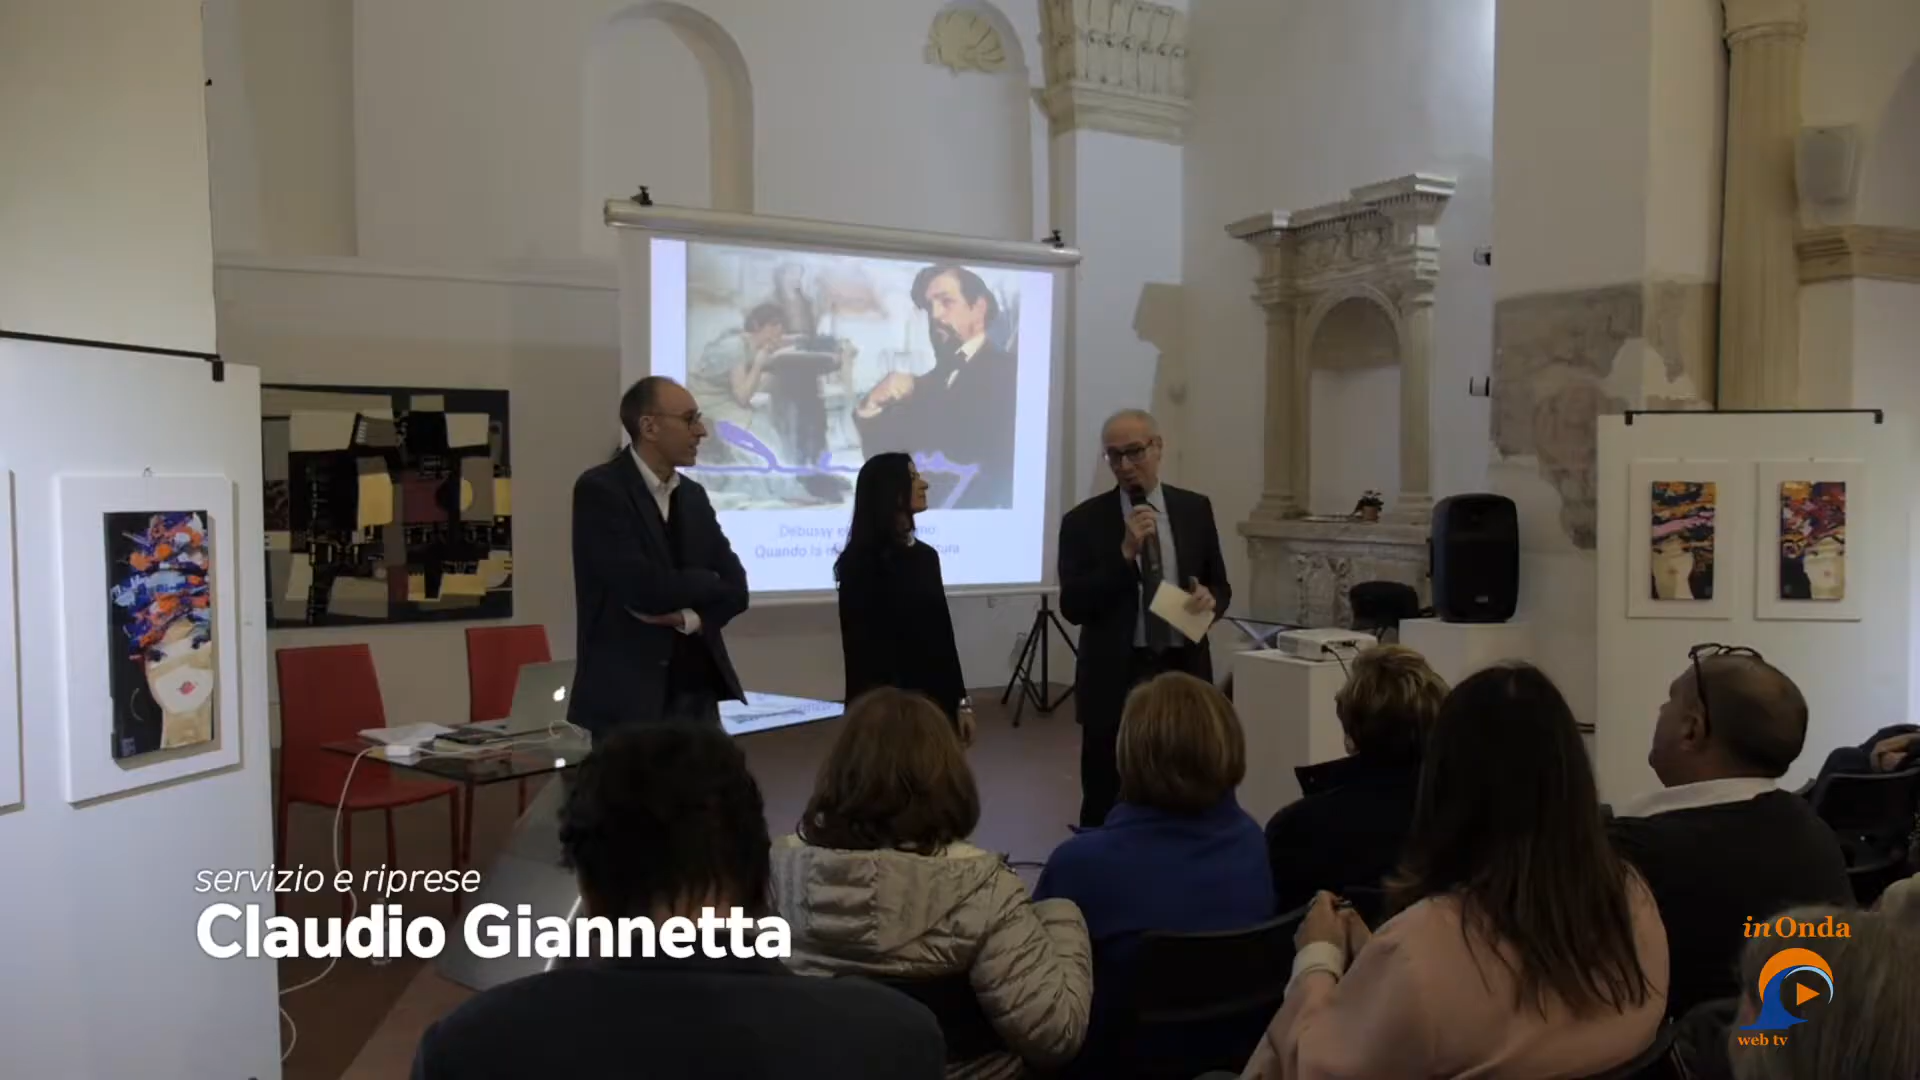 Debussy e
Quando la
servizio e riprese
Claudio Giannetta
in Onda
web tv